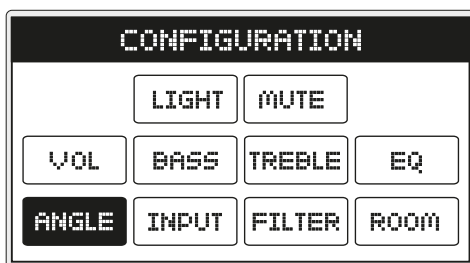 CONFIGURATION
LIGHT MUTE
VOL BASS TREBLE EQ
ANGLE INPUT FILTER ROOM